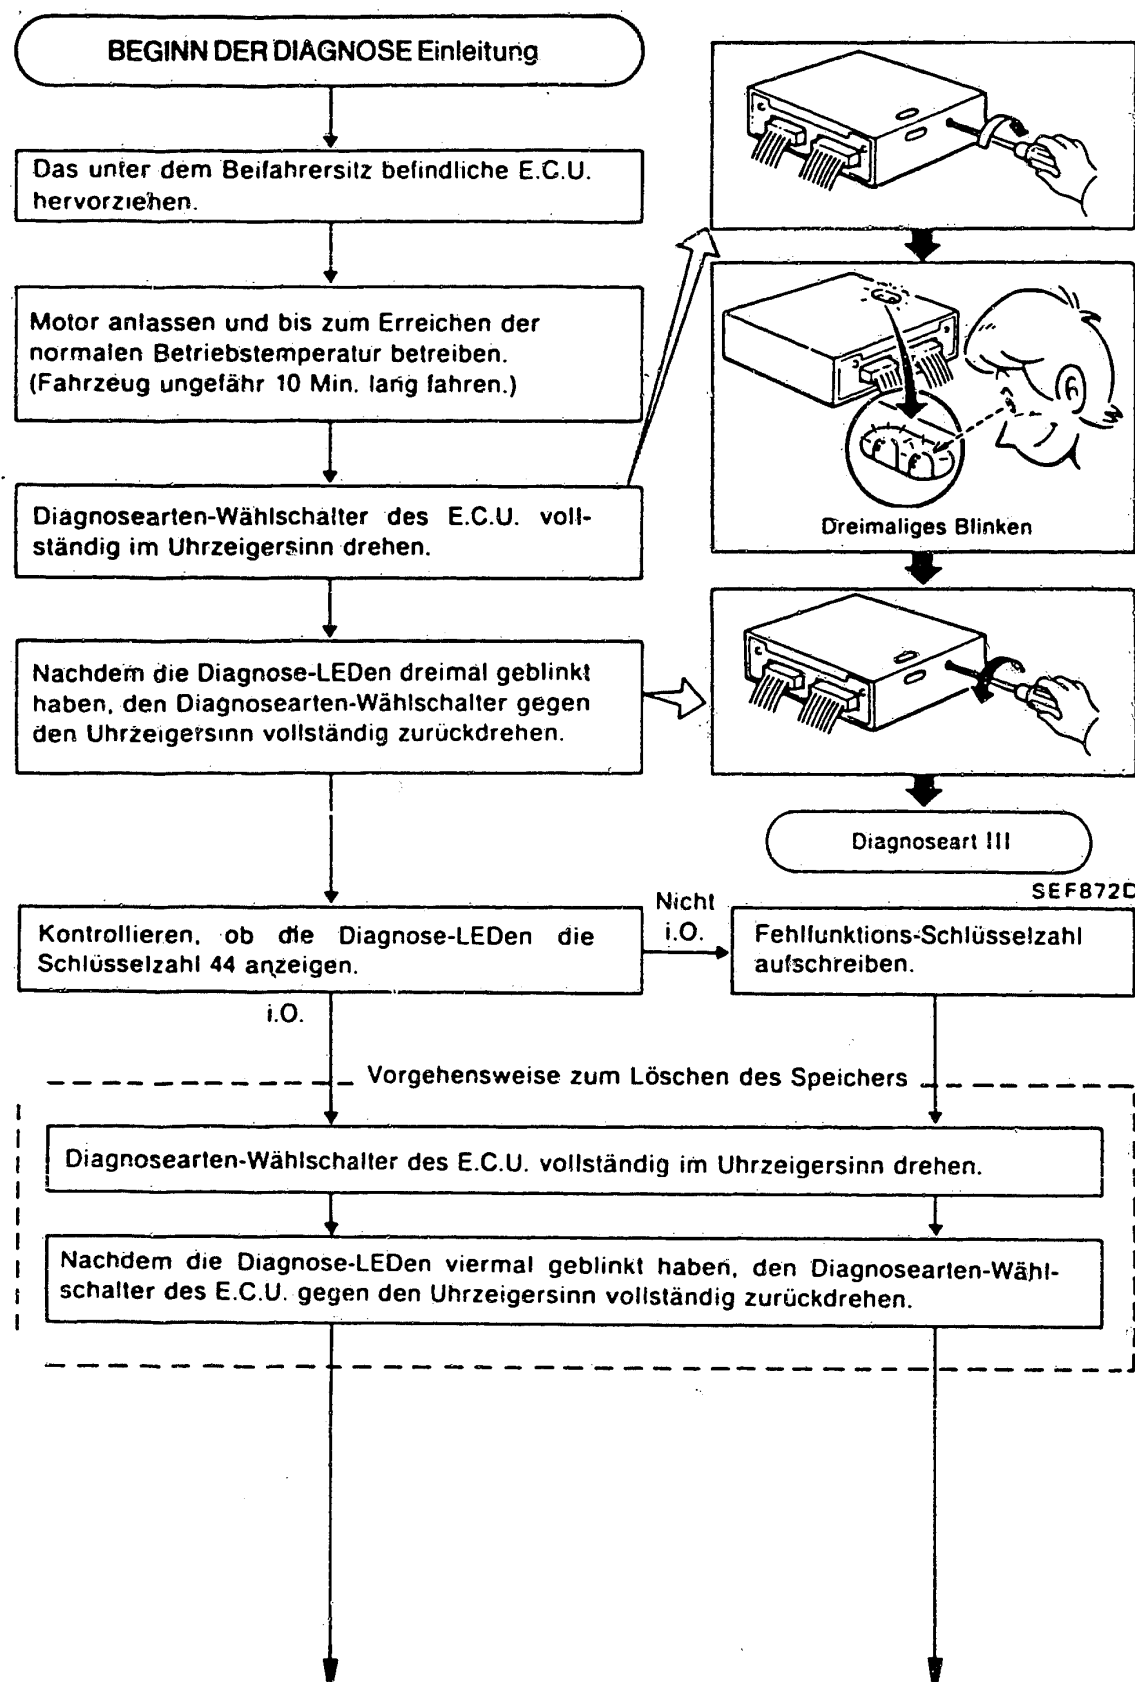 BEGINN DER DIAGNOSE Einleitung
Das unter dem Beifahrersitz befindliche E.C.U.
hervorziehen.
Motor anlassen und bis zum Erreichen der
normalen Betriebstemperatur betreiben.
(Fahrzeug ungefähr 10 Min. lang fahren.)
Diagnosearten-Wählschalter des E.C.U. voll-
ständig im Uhrzeigersinn drehen.
Dreimaliges Blinken
Nachdem die Diagnose-LEDen dreimal geblinkt
haben, den Diagnosearten-Wählschalter gegen
den Uhrzeigersinn vollständig zurückdrehen.
Diagnoseart III
SEF872D
Kontrollieren, ob die Diagnose-LEDen die
Schlüsselzahl 44 anzeigen.
Nicht
i.O.
Fehlfunktions-Schlüsselzahl
aufschreiben.
i.O.
Vorgehensweise zum Löschen des Speichers
Diagnosearten-Wählschalter des E.C.U. vollständig im Uhrzeigersinn drehen.
Nachdem die Diagnose-LEDen viermal geblinkt haben, den Diagnosearten-Wähl-
schalter des E.C.U. gegen den Uhrzeigersinn vollständig zurückdrehen.